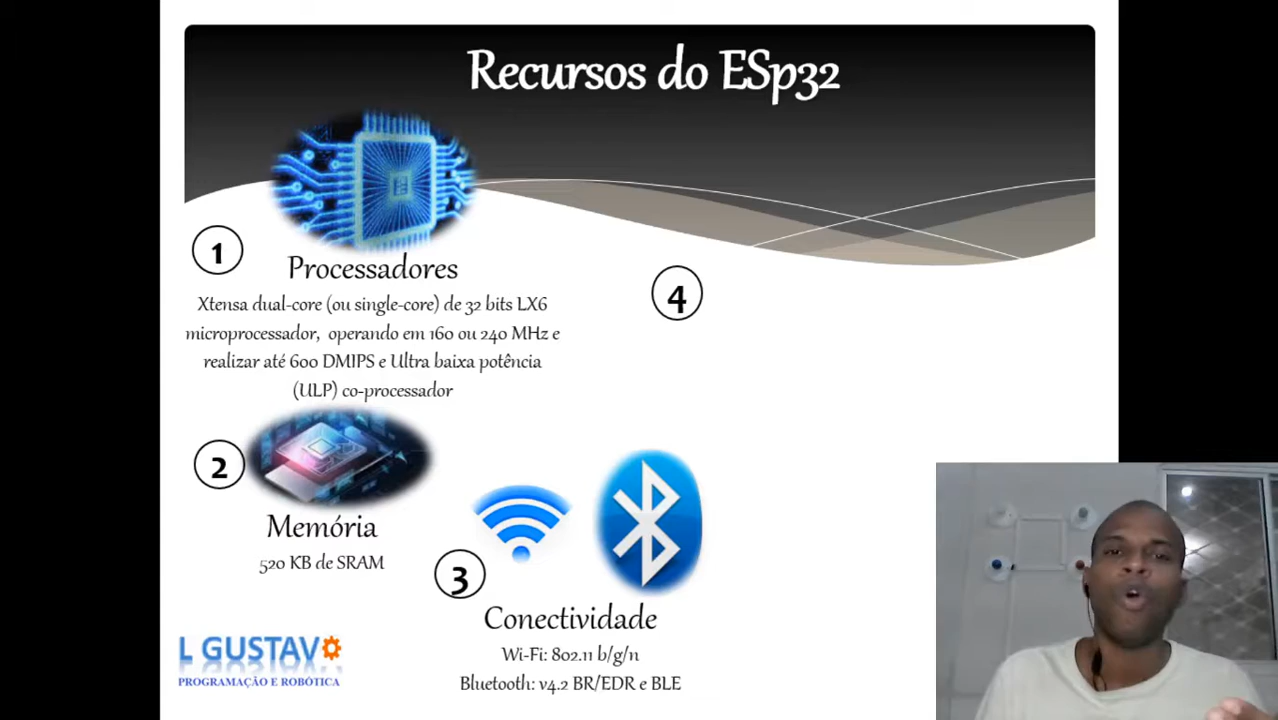 Recursos do ESp32
1
Processadores
Xtensa dual-core (ou single-core) de 32 bits LX6
microprocessador, operando em 160 ou 240 MHz e
realizar até 600 DMIPS e Ultra baixa potência
(ULP) co-processador
4
2
Memória
520 KB de SRAM
3
Conectividade
Wi-Fi: 802.11 b/g/n
Bluetooth: v4.2 BR/EDR e BLE
L GUSTAVO
PROGRAMAÇÃO E ROBÓTICA